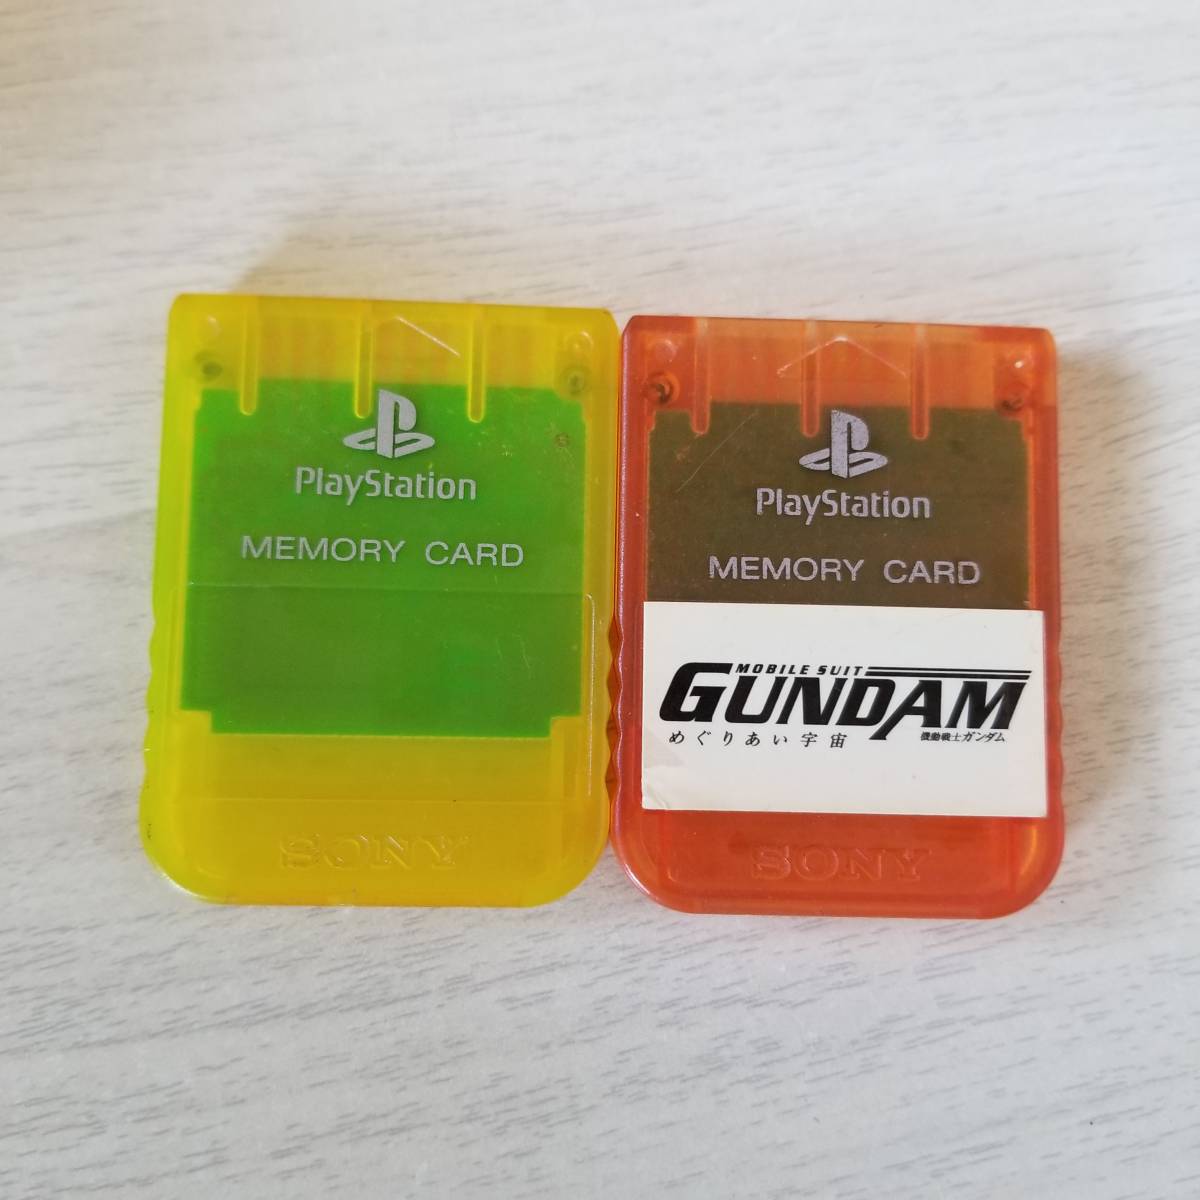 PlayStation
MEMORY CARD
SONY
PlayStation
MEMORY CARD
MOBILE SUIT
GUNDAM
めぐりあい宇宙
機動戦士ガンダム
SONY